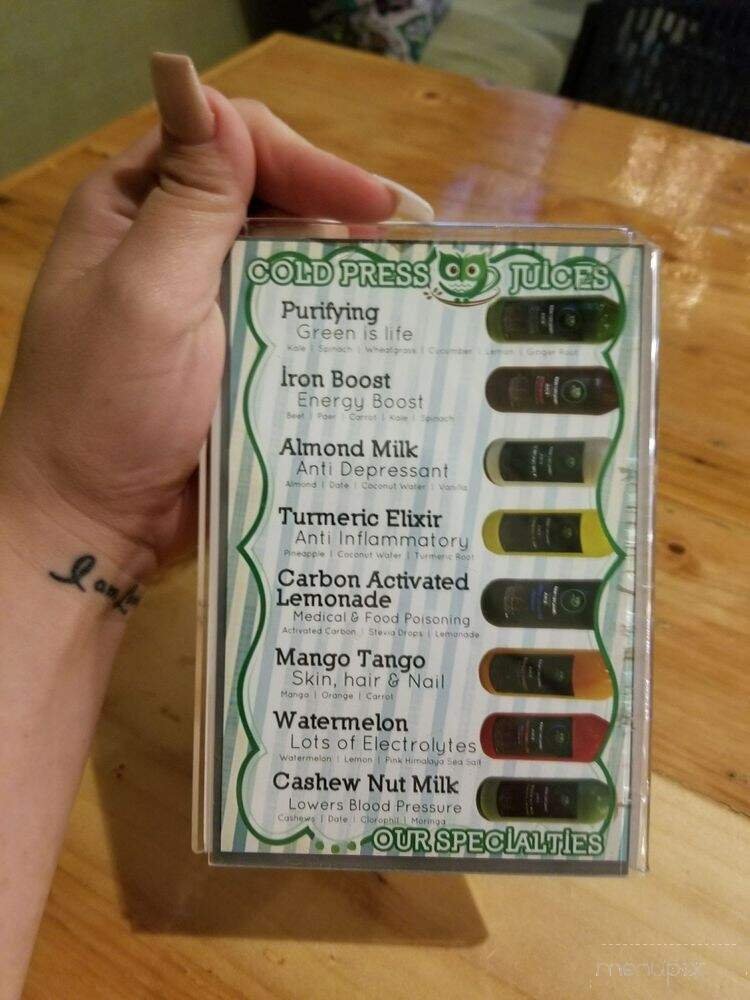 COLD PRESS JUICES
Purifying
Green is life
Kale | Spinach | Wheatgrass | Cucumber | Lemon | Ginger Root
Iron Boost
Energy Boost
Beet | Paer | Carrot | Kale | Spinach
Almond Milk
Anti Depressant
Almond | Date | Coconut Water | Vanilla
Turmeric Elixir
Anti Inflammatory
Pineapple | Coconut Water | Turmeric Root
Carbon Activated
Lemonade
Medical & Food Poisoning
Activated Carbon | Stevia Drops | Lemonade
Mango Tango
Skin, hair & Nail
Mango | Orange | Carrot
Watermelon
Lots of Electrolytes
Watermelon | Lemon | Pink Himalaya Sea Salt
Cashew Nut Milk
Lowers Blood Pressure
Cashews | Date | Clorophil | Moringa
OUR SPECIALTIES
I am
menupix